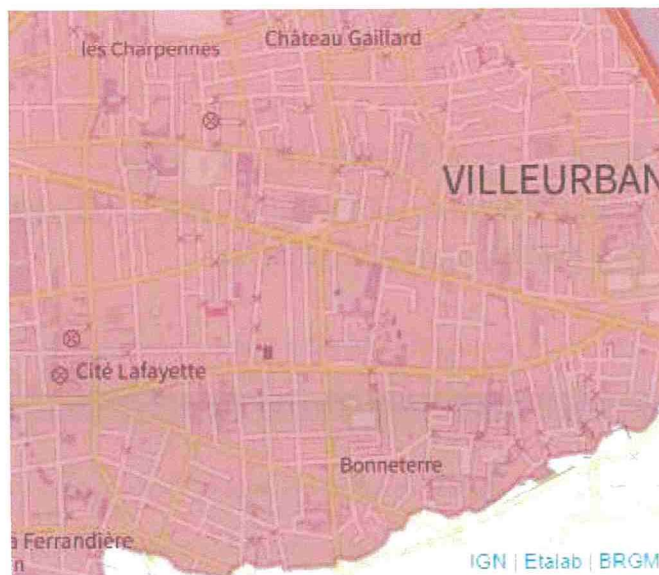 les Charpennes
Château Gaillard
VILLEURBAN
Cité Lafayette
Bonneterre
Ferrandière
n
IGN | Etalab | BRGM